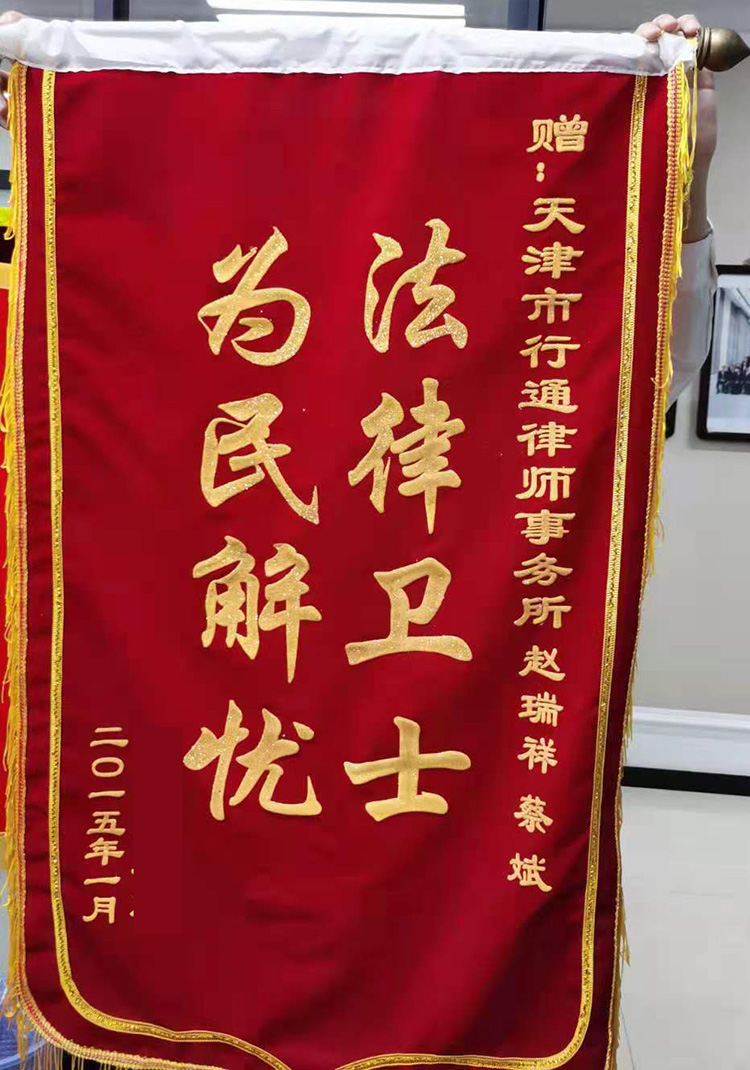 赠：天津市行通律师事务所 赵瑞祥 蔡斌
法律卫士
为民解忧
二〇一五年一月